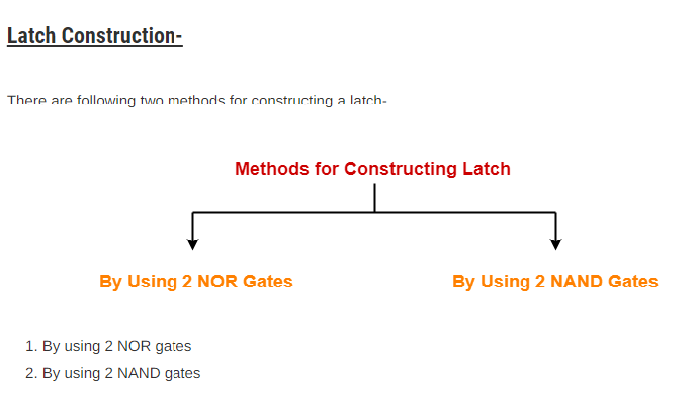 Latch Construction-
There are following two methods for constructing a latch-
Methods for Constructing Latch
By Using 2 NOR Gates
By Using 2 NAND Gates
1. By using 2 NOR gates
2. By using 2 NAND gates